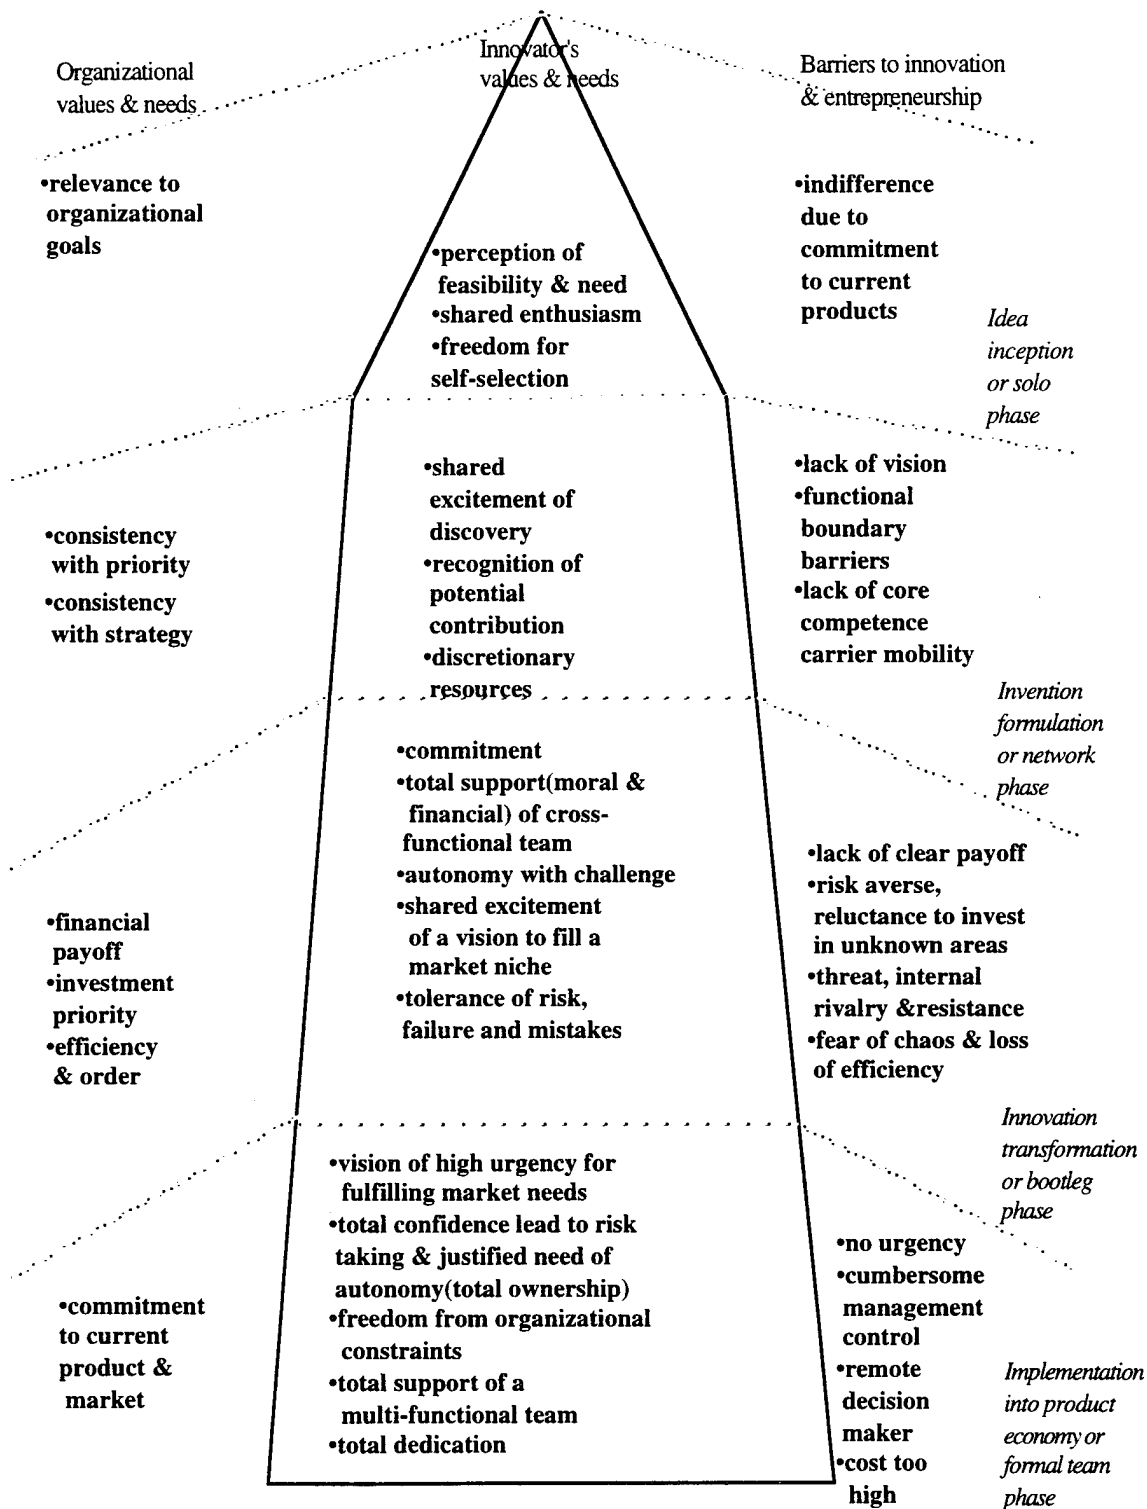 Organizational
values & needs
Innovator's
values & needs
Barriers to innovation
& entrepreneurship
•relevance to
organizational
goals
•perception of
feasibility & need
•shared enthusiasm
•freedom for
self-selection
•indifference
due to
commitment
to current
products
Idea
inception
or solo
phase
•consistency
with priority
•consistency
with strategy
•shared
excitement of
discovery
•recognition of
potential
contribution
•discretionary
resources
•lack of vision
•functional
boundary
barriers
•lack of core
competence
carrier mobility
Invention
formulation
or network
phase
•financial
payoff
•investment
priority
•efficiency
& order
•commitment
•total support(moral &
financial) of cross-
functional team
•autonomy with challenge
•shared excitement
of a vision to fill a
market niche
•tolerance of risk,
failure and mistakes
•lack of clear payoff
•risk averse,
reluctance to invest
in unknown areas
•threat, internal
rivalry &resistance
•fear of chaos & loss
of efficiency
Innovation
transformation
or bootleg
phase
•commitment
to current
product &
market
•vision of high urgency for
fulfilling market needs
•total confidence lead to risk
taking & justified need of
autonomy(total ownership)
•freedom from organizational
constraints
•total support of a
multi-functional team
•total dedication
•no urgency
•cumbersome
management
control
•remote
decision
maker
•cost too
high
Implementation
into product
economy or
formal team
phase